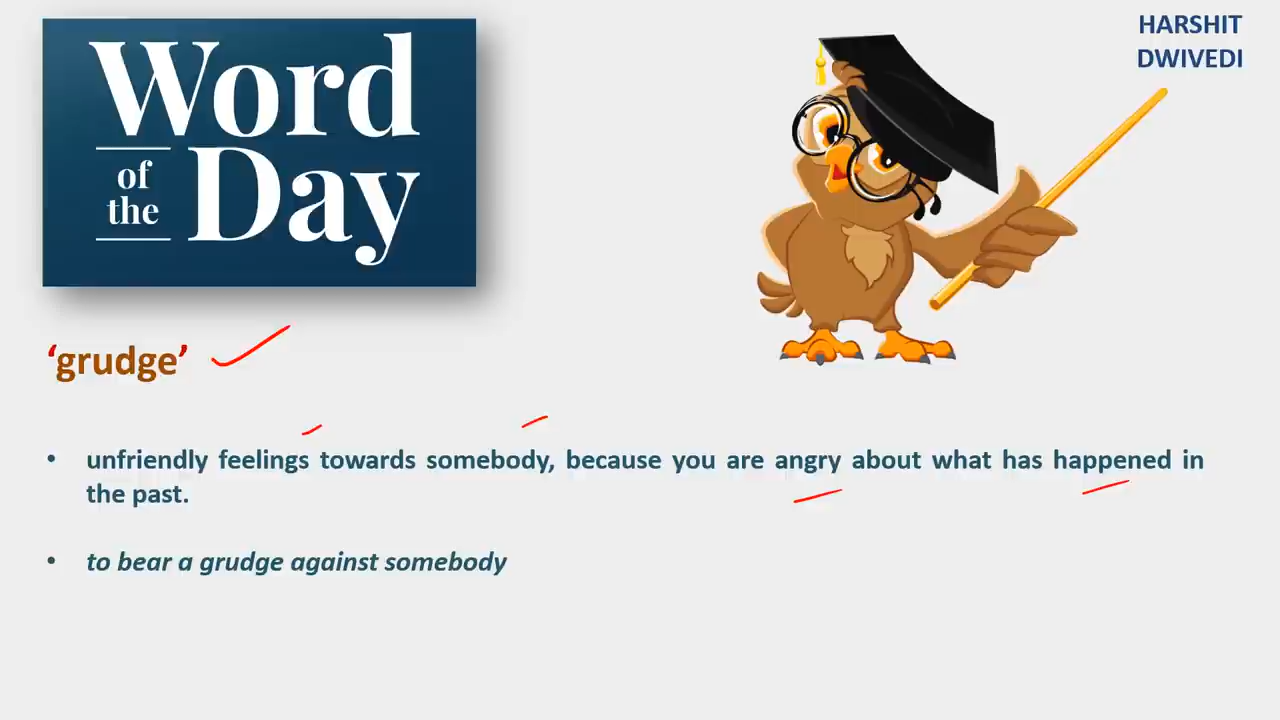 Word
of
the
Day
HARSHIT
DWIVEDI
‘grudge’
• unfriendly feelings towards somebody, because you are angry about what has happened in
the past.
• to bear a grudge against somebody